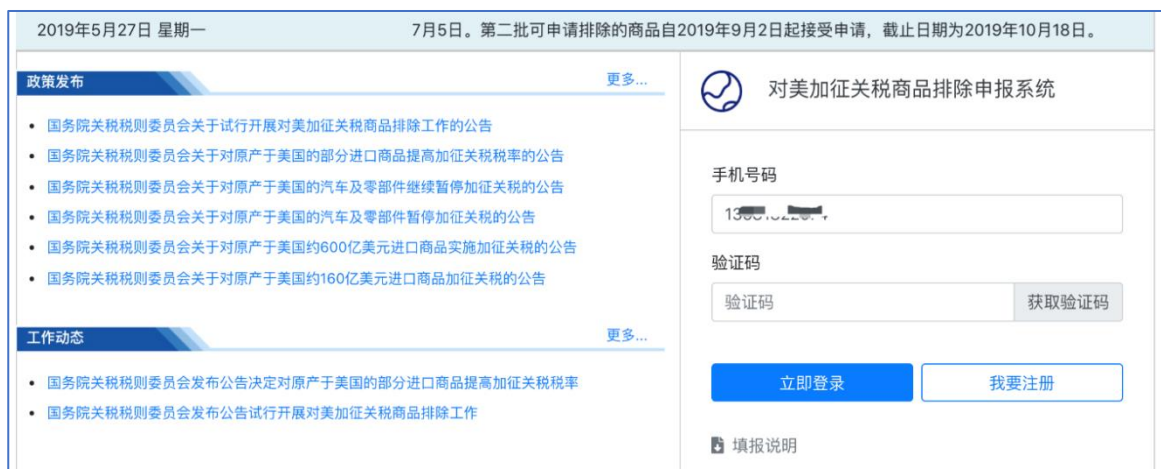 2019年5月27日 星期一
7月5日。第二批可申请排除的商品自2019年9月2日起接受申请，截止日期为2019年10月18日。
政策发布
更多...
国务院关税税则委员会关于试行开展对美加征关税商品排除工作的公告
国务院关税税则委员会关于对原产于美国的部分进口商品提高加征关税税率的公告
国务院关税税则委员会关于对原产于美国的汽车及零部件继续暂停加征关税的公告
国务院关税税则委员会关于对原产于美国的汽车及零部件暂停加征关税的公告
国务院关税税则委员会关于对原产于美国约600亿美元进口商品实施加征关税的公告
国务院关税税则委员会关于对原产于美国约160亿美元进口商品加征关税的公告
工作动态
更多...
国务院关税税则委员会发布公告决定对原产于美国的部分进口商品提高加征关税税率
国务院关税税则委员会发布公告试行开展对美加征关税商品排除工作
对美加征关税商品排除申报系统
手机号码
验证码
验证码
获取验证码
立即登录
我要注册
填报说明